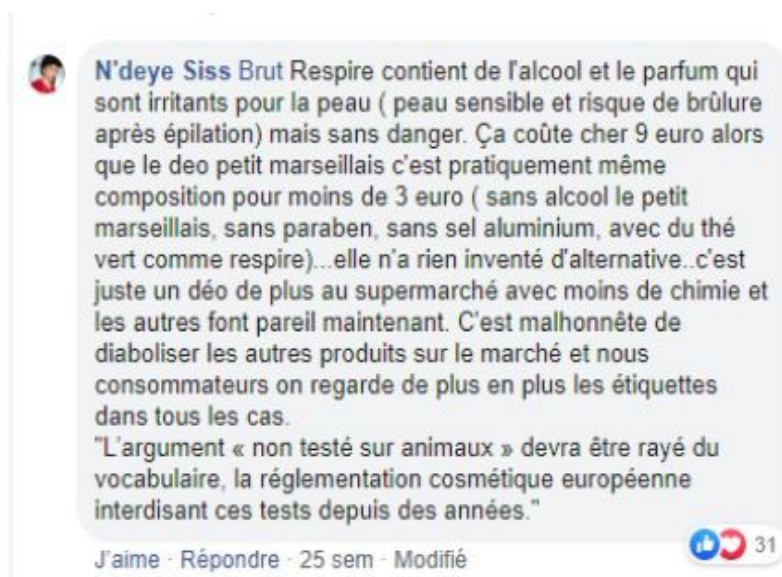 N'deye Siss Brut Respire contient de l'alcool et le parfum qui
sont irritants pour la peau ( peau sensible et risque de brûlure
après épilation) mais sans danger. Ça coûte cher 9 euro alors
que le deo petit marseillais c'est pratiquement même
composition pour moins de 3 euro ( sans alcool le petit
marseillais, sans paraben, sans sel aluminium, avec du thé
vert comme respire)...elle n'a rien inventé d'alternative..c'est
juste un déo de plus au supermarché avec moins de chimie et
les autres font pareil maintenant. C'est malhonnête de
diaboliser les autres produits sur le marché et nous
consommateurs on regarde de plus en plus les étiquettes
dans tous les cas.
"L'argument « non testé sur animaux » devra être rayé du
vocabulaire, la réglementation cosmétique européenne
interdisant ces tests depuis des années."
31
J'aime · Répondre · 25 sem · Modifié